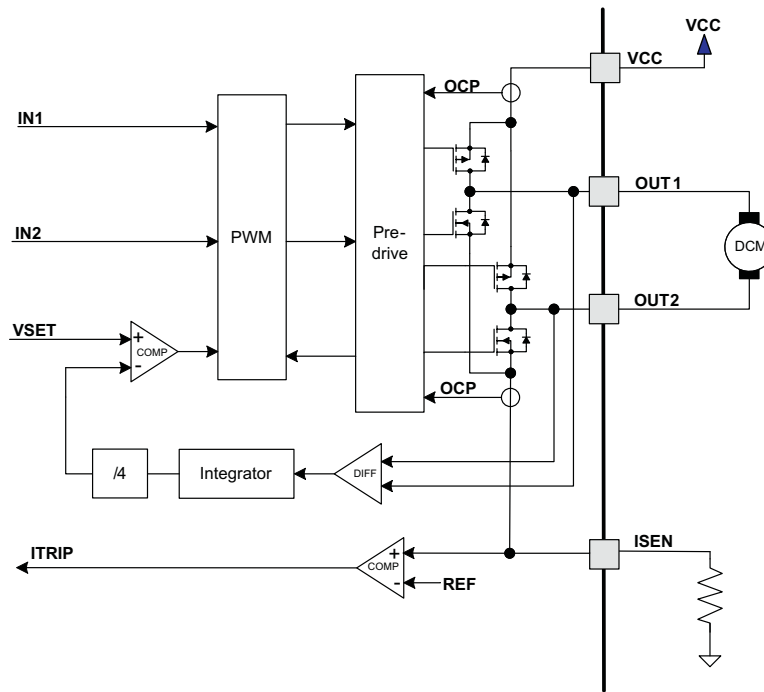 VCC
VCC
OCP
IN1
OUT1
Pre-
drive
IN2
PWM
DCM
OUT2
VSET
+
COMP
-
OCP
/4
Integrator
DIFF
ISEN
ITRIP
+
COMP
-
REF